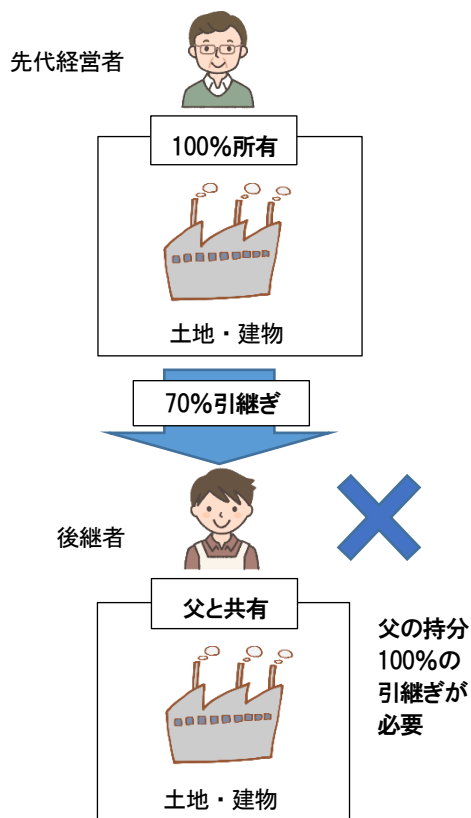 先代経営者
100%所有
土地・建物
70%引継ぎ
後継者
父と共有
父の持分
100%の
引継ぎが
必要
土地・建物